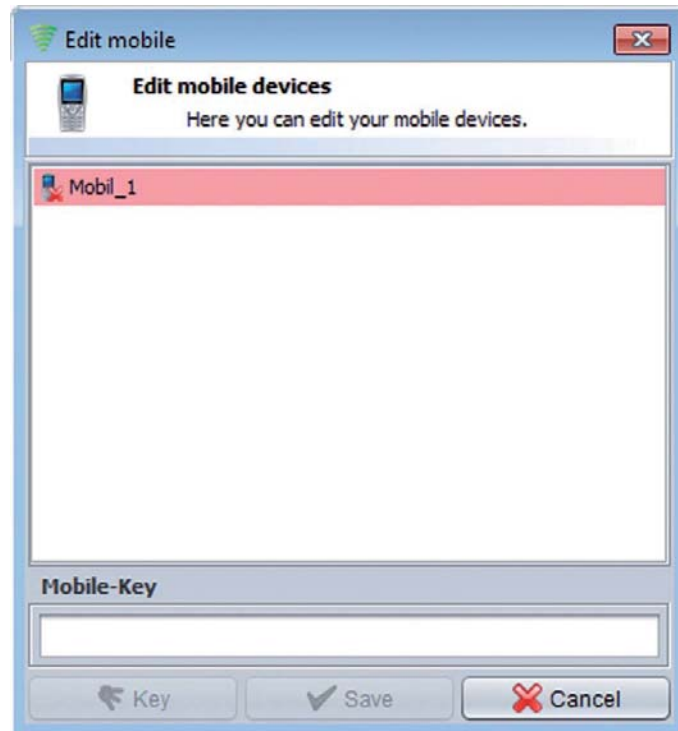 Edit mobile
Edit mobile devices
Here you can edit your mobile devices.
Mobil_1
Mobile-Key
Key Save Cancel